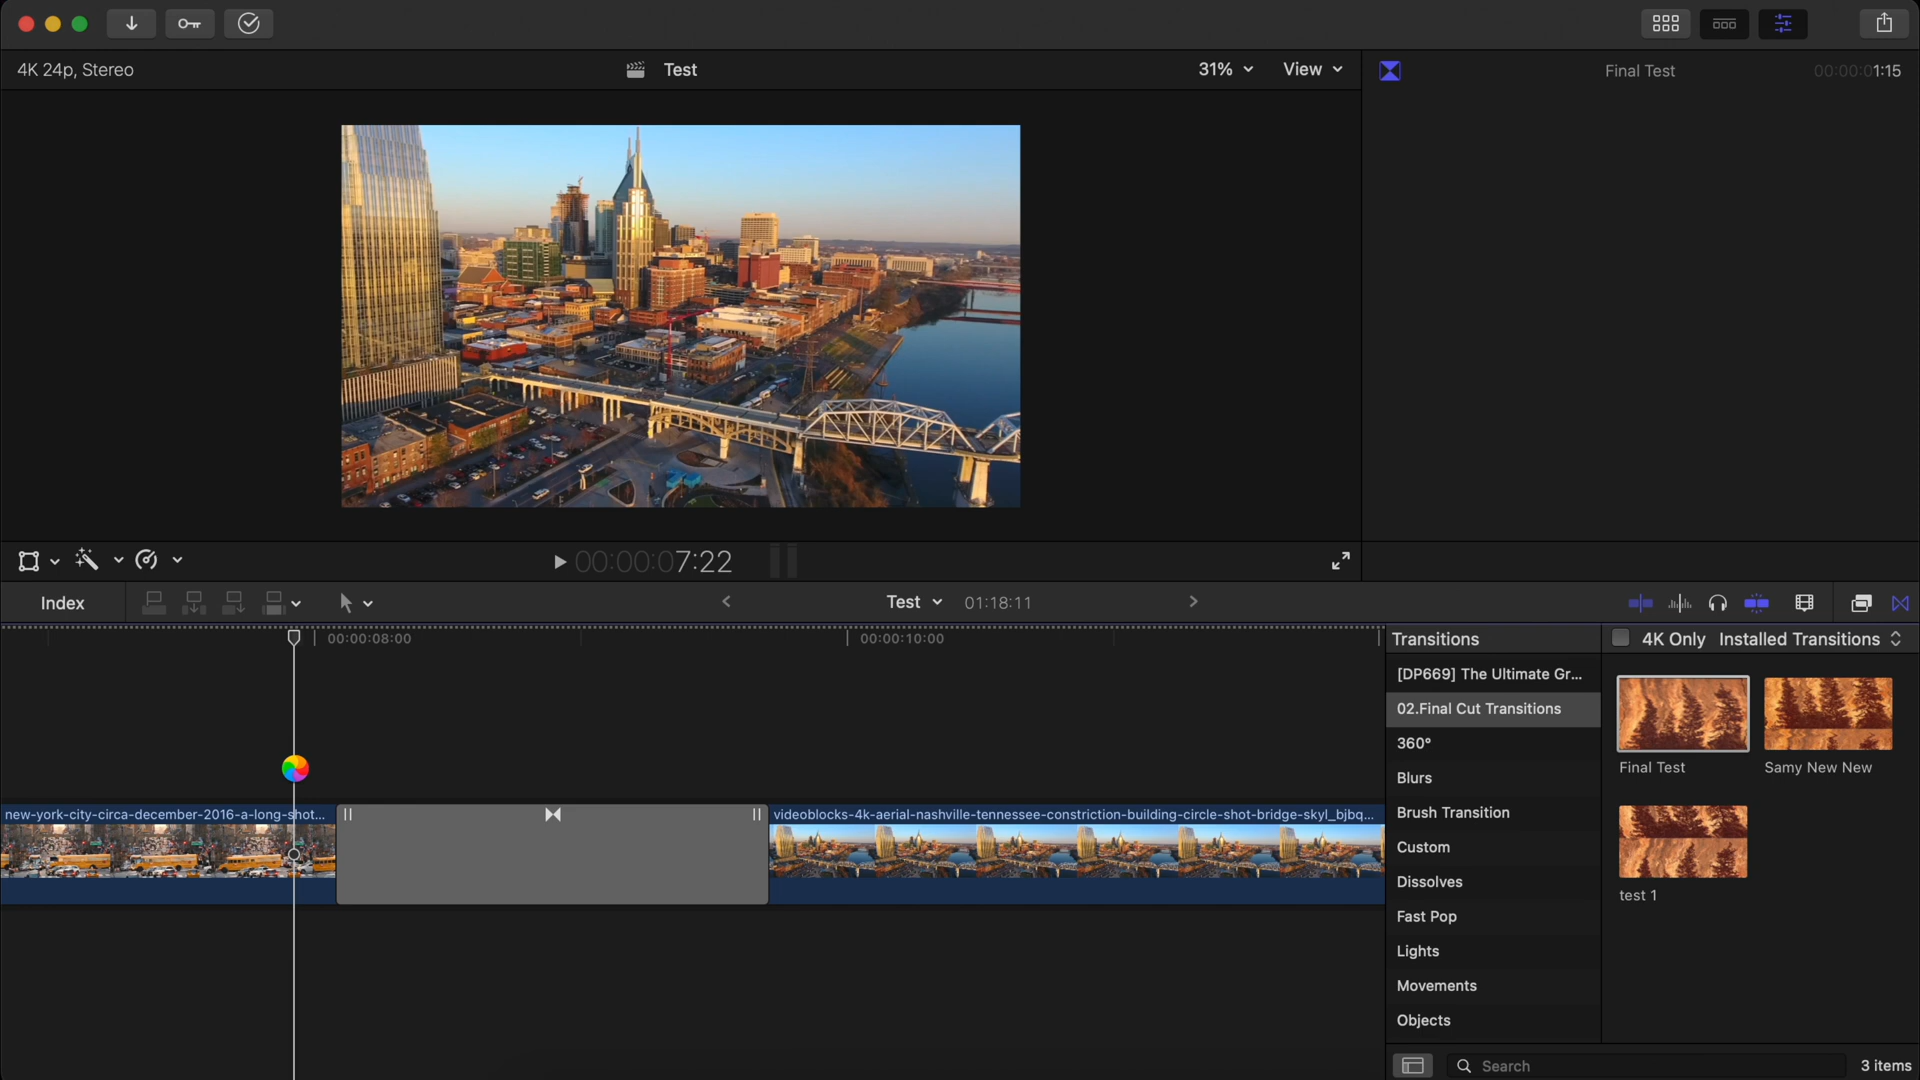 4K 24p, Stereo
Test
31%
View
Final Test
00:00:01:15
00:00:07:22
Index
Test
01:18:11
00:00:08:00
00:00:10:00
new-york-city-circa-december-2016-a-long-shot...
videoblocks-4k-aerial-nashville-tennessee-constriction-building-circle-shot-bridge-skyl_bjbq...
Transitions
4K Only
Installed Transitions
[DP669] The Ultimate Gr...
02.Final Cut Transitions
360°
Blurs
Brush Transition
Custom
Dissolves
Fast Pop
Lights
Movements
Objects
Final Test
Samy New New
test 1
Search
3 items